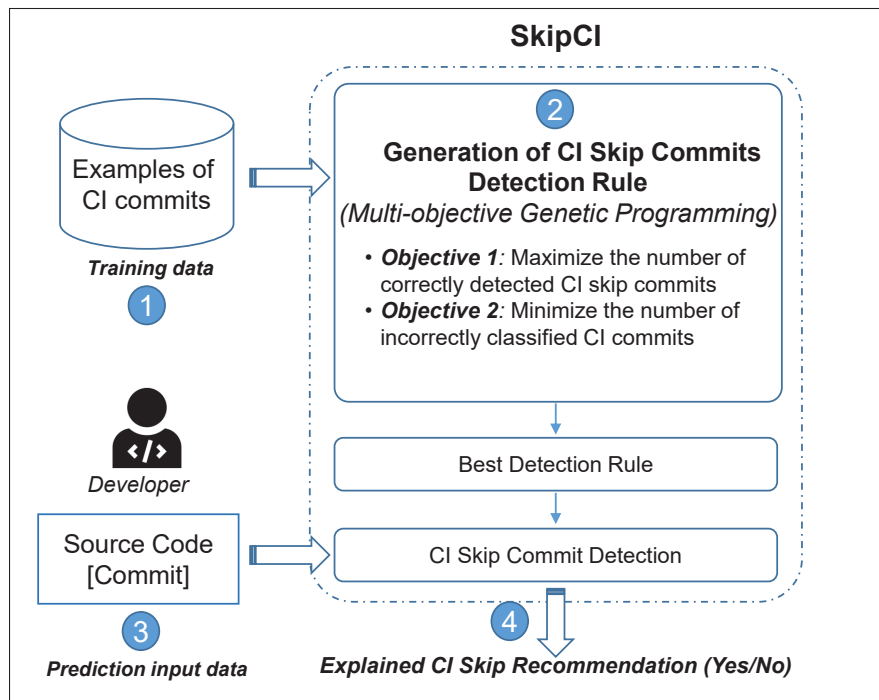 SkipCI
Examples of
CI commits
Training data
1
2
Generation of CI Skip Commits
Detection Rule
(Multi-objective Genetic Programming)
• Objective 1: Maximize the number of
correctly detected CI skip commits
• Objective 2: Minimize the number of
incorrectly classified CI commits
</>
Developer
Best Detection Rule
Source Code
[Commit]
3
Prediction input data
CI Skip Commit Detection
4
Explained CI Skip Recommendation (Yes/No)